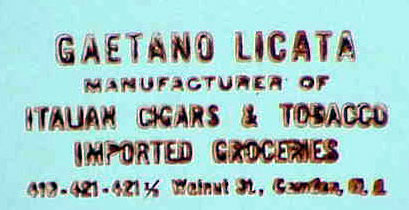 GAETANO LICATA
MANUFACTURER OF
ITALIAN CIGARS & TOBACCO
IMPORTED GROCERIES
419-421-421½ Walnut St., Camden, N. J.